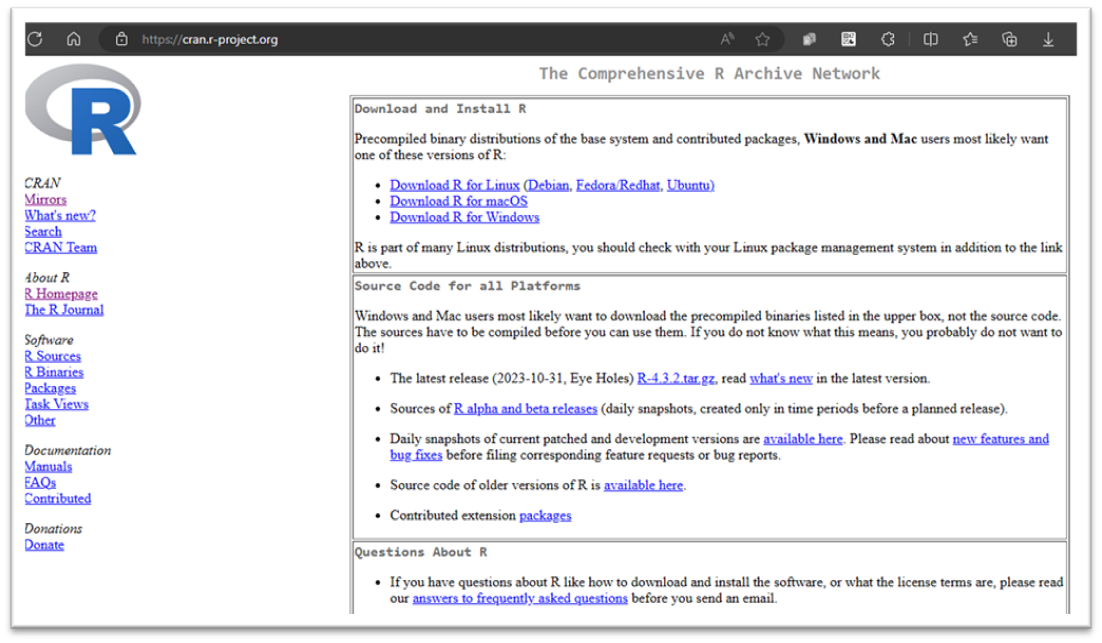 https://cran.r-project.org
R
CRAN
Mirrors
What's new?
Search
CRAN Team
About R
R Homepage
The R Journal
Software
R Sources
R Binaries
Packages
Task Views
Other
Documentation
Manuals
FAQs
Contributed
Donations
Donate
The Comprehensive R Archive Network
Download and Install R
Precompiled binary distributions of the base system and contributed packages, Windows and Mac users most likely want
one of these versions of R:
• Download R for Linux (Debian, Fedora/Redhat, Ubuntu)
• Download R for macOS
• Download R for Windows
R is part of many Linux distributions, you should check with your Linux package management system in addition to the link
above.
Source Code for all Platforms
Windows and Mac users most likely want to download the precompiled binaries listed in the upper box, not the source code.
The sources have to be compiled before you can use them. If you do not know what this means, you probably do not want to
do it!
• The latest release (2023-10-31, Eye Holes) R-4.3.2.tar.gz, read what's new in the latest version.
• Sources of R alpha and beta releases (daily snapshots, created only in time periods before a planned release).
• Daily snapshots of current patched and development versions are available here. Please read about new features and
bug fixes before filing corresponding feature requests or bug reports.
• Source code of older versions of R is available here.
• Contributed extension packages
Questions About R
• If you have questions about R like how to download and install the software, or what the license terms are, please read
our answers to frequently asked questions before you send an email.